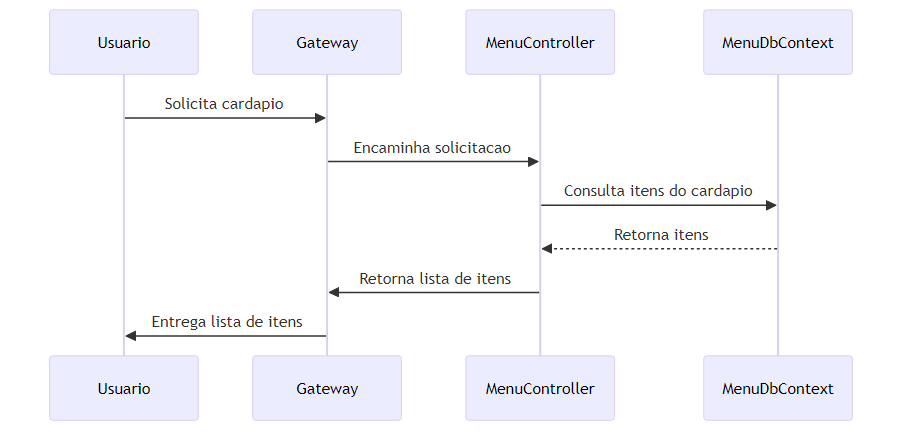 Usuario
Gateway
MenuController
MenuDbContext
Solicita cardapio
Encaminha solicitacao
Consulta itens do cardapio
Retorna itens
Retorna lista de itens
Entrega lista de itens
Usuario
Gateway
MenuController
MenuDbContext